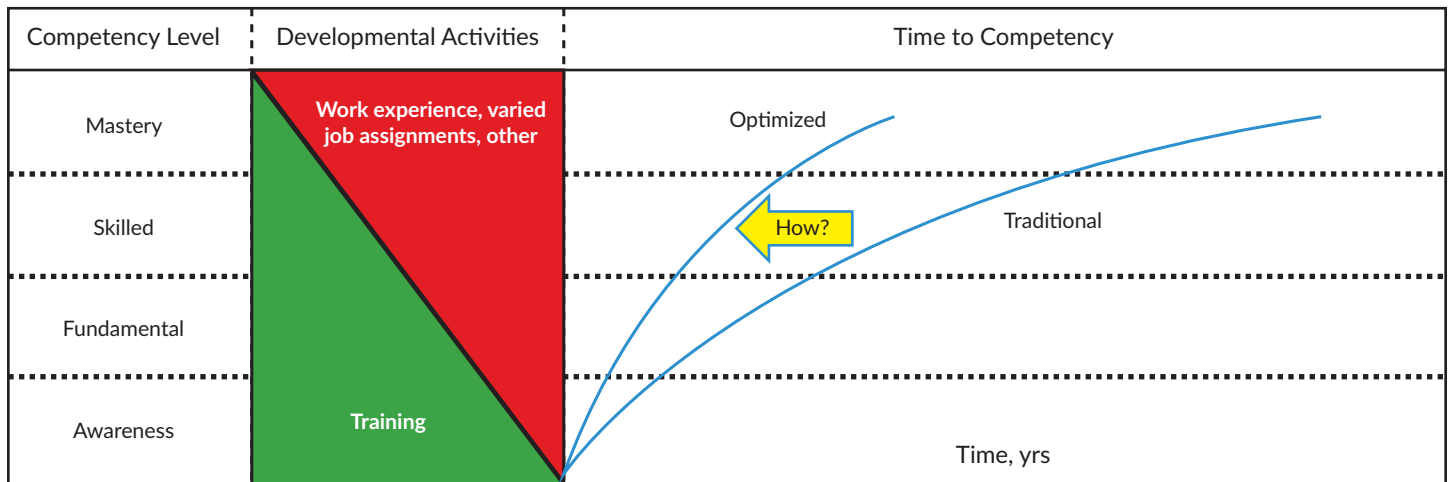 Competency Level
Developmental Activities
Time to Competency
Mastery
Work experience, varied
job assignments, other
Optimized
Skilled
How?
Traditional
Fundamental
Awareness
Training
Time, yrs